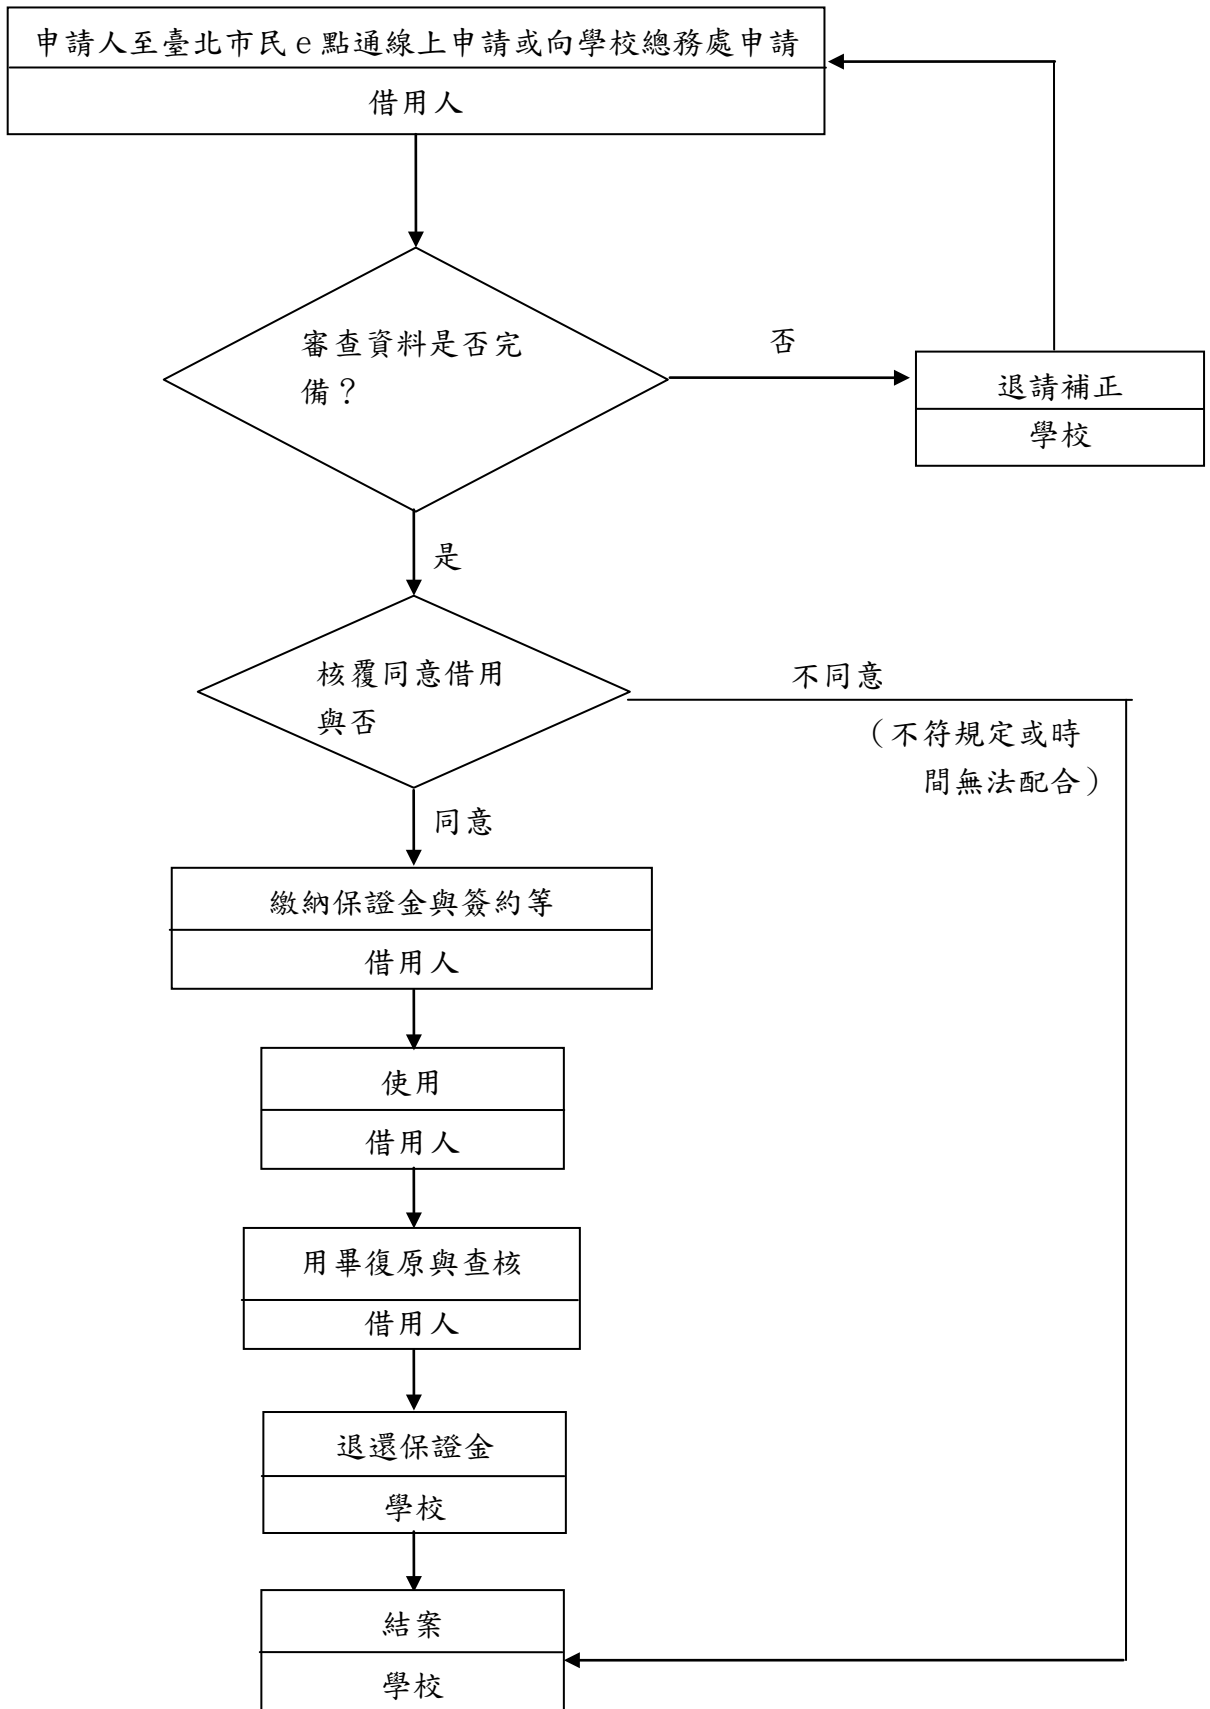 申請人至臺北市民e點通線上申請或向學校總務處申請
借用人
審查資料是否完
備？
否
退請補正
學校
是
核覆同意借用
與否
不同意
（不符規定或時
間無法配合）
同意
繳納保證金與簽約等
借用人
使用
借用人
用畢復原與查核
借用人
退還保證金
學校
結案
學校